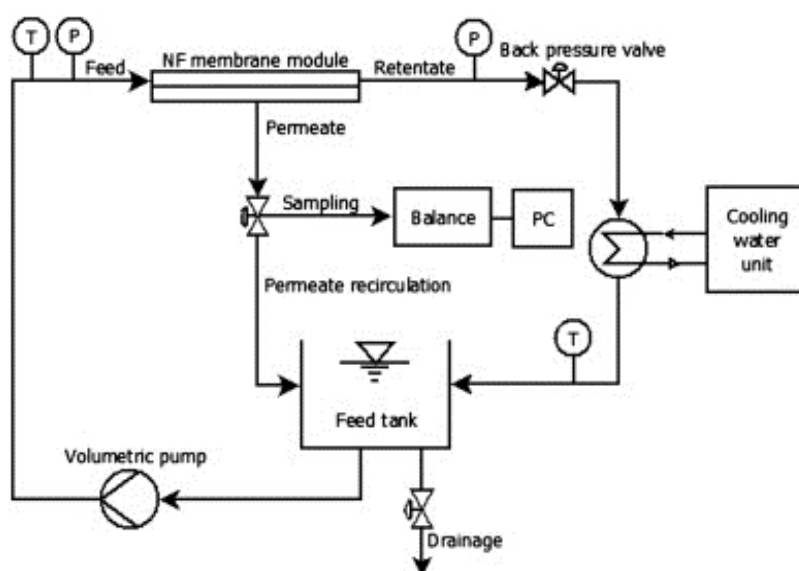 T
P
Feed
NF membrane module
Retentate
P
Back pressure valve
Permeate
Sampling
Balance
PC
Cooling
water
unit
Permeate recirculation
T
Feed tank
Volumetric pump
Drainage